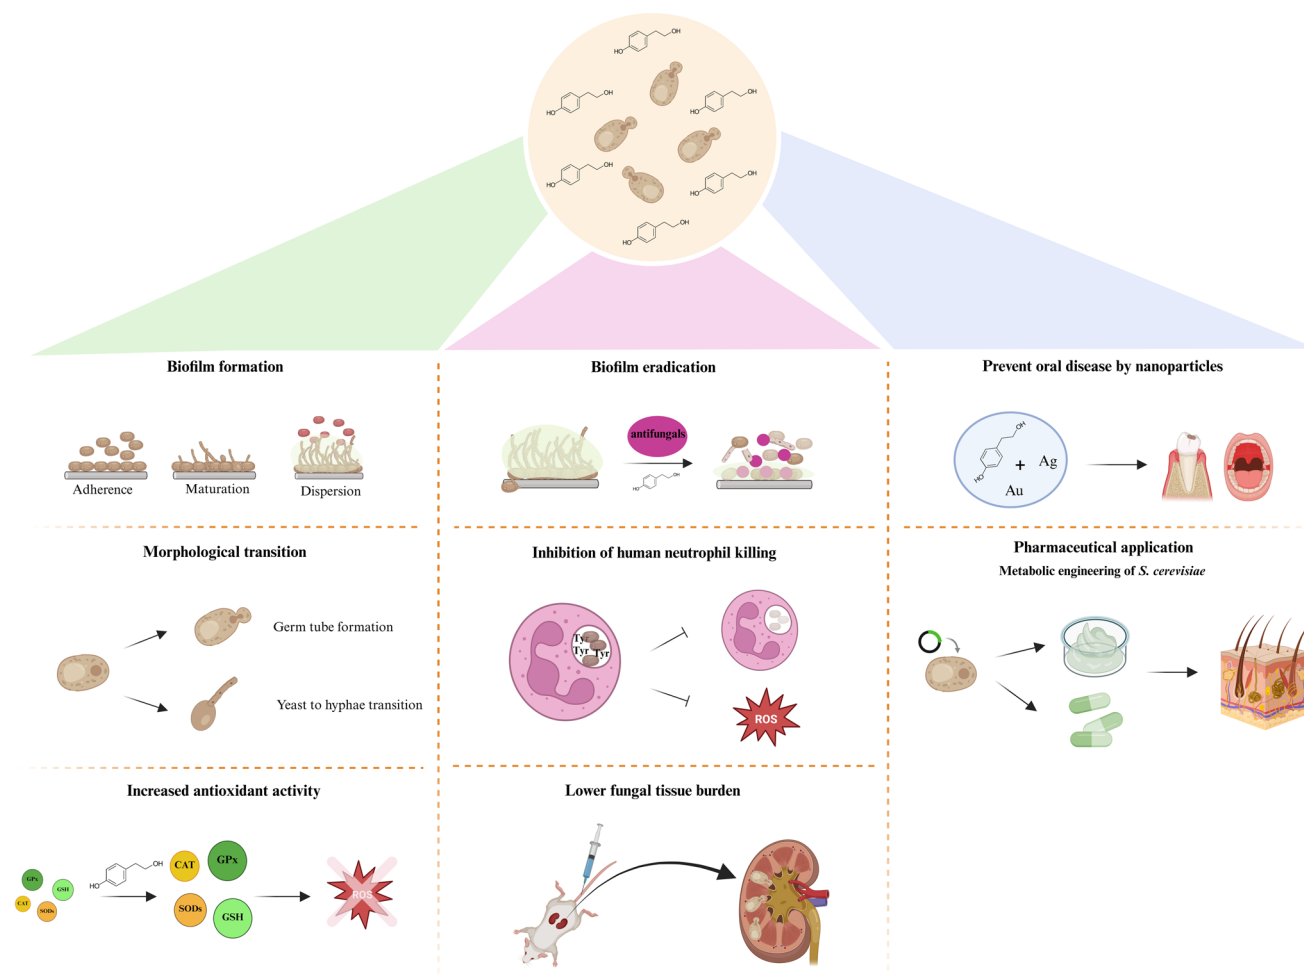 HO
OH
HO
OH
HO
OH
HO
OH
HO
OH
HO
OH
Biofilm formation
Adherence
Maturation
Dispersion
Biofilm eradication
antifungals
HO
OH
Prevent oral disease by nanoparticles
OH
HO
+
Ag
Au
Morphological transition
Germ tube formation
Yeast to hyphae transition
Inhibition of human neutrophil killing
Ty
Tyr
Tyr
ROS
Pharmaceutical application
Metabolic engineering of S. cerevisiae
Increased antioxidant activity
GPx
GSH
CAT
SODs
HO
OH
CAT
GPx
SODs
GSH
ROS
Lower fungal tissue burden